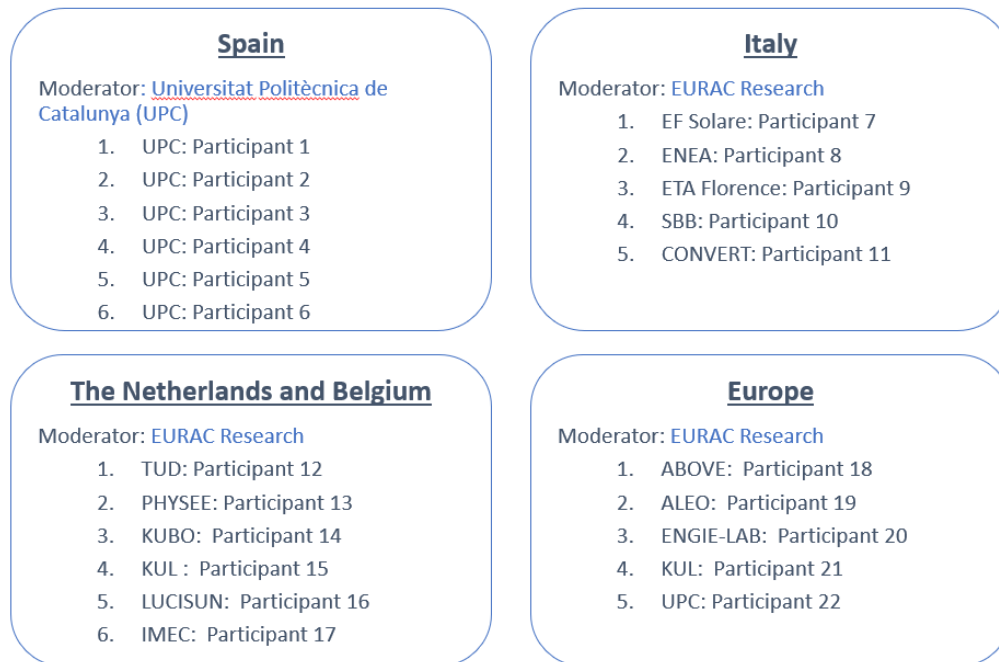 Spain
Moderator: Universitat Politècnica de
Catalunya (UPC)
1. UPC: Participant 1
2. UPC: Participant 2
3. UPC: Participant 3
4. UPC: Participant 4
5. UPC: Participant 5
6. UPC: Participant 6
Italy
Moderator: EURAC Research
1. EF Solare: Participant 7
2. ENEA: Participant 8
3. ETA Florence: Participant 9
4. SBB: Participant 10
5. CONVERT: Participant 11
The Netherlands and Belgium
Moderator: EURAC Research
1. TUD: Participant 12
2. PHYSEE: Participant 13
3. KUBO: Participant 14
4. KUL : Participant 15
5. LUCISUN: Participant 16
6. IMEC: Participant 17
Europe
Moderator: EURAC Research
1. ABOVE: Participant 18
2. ALEO: Participant 19
3. ENGIE-LAB: Participant 20
4. KUL: Participant 21
5. UPC: Participant 22